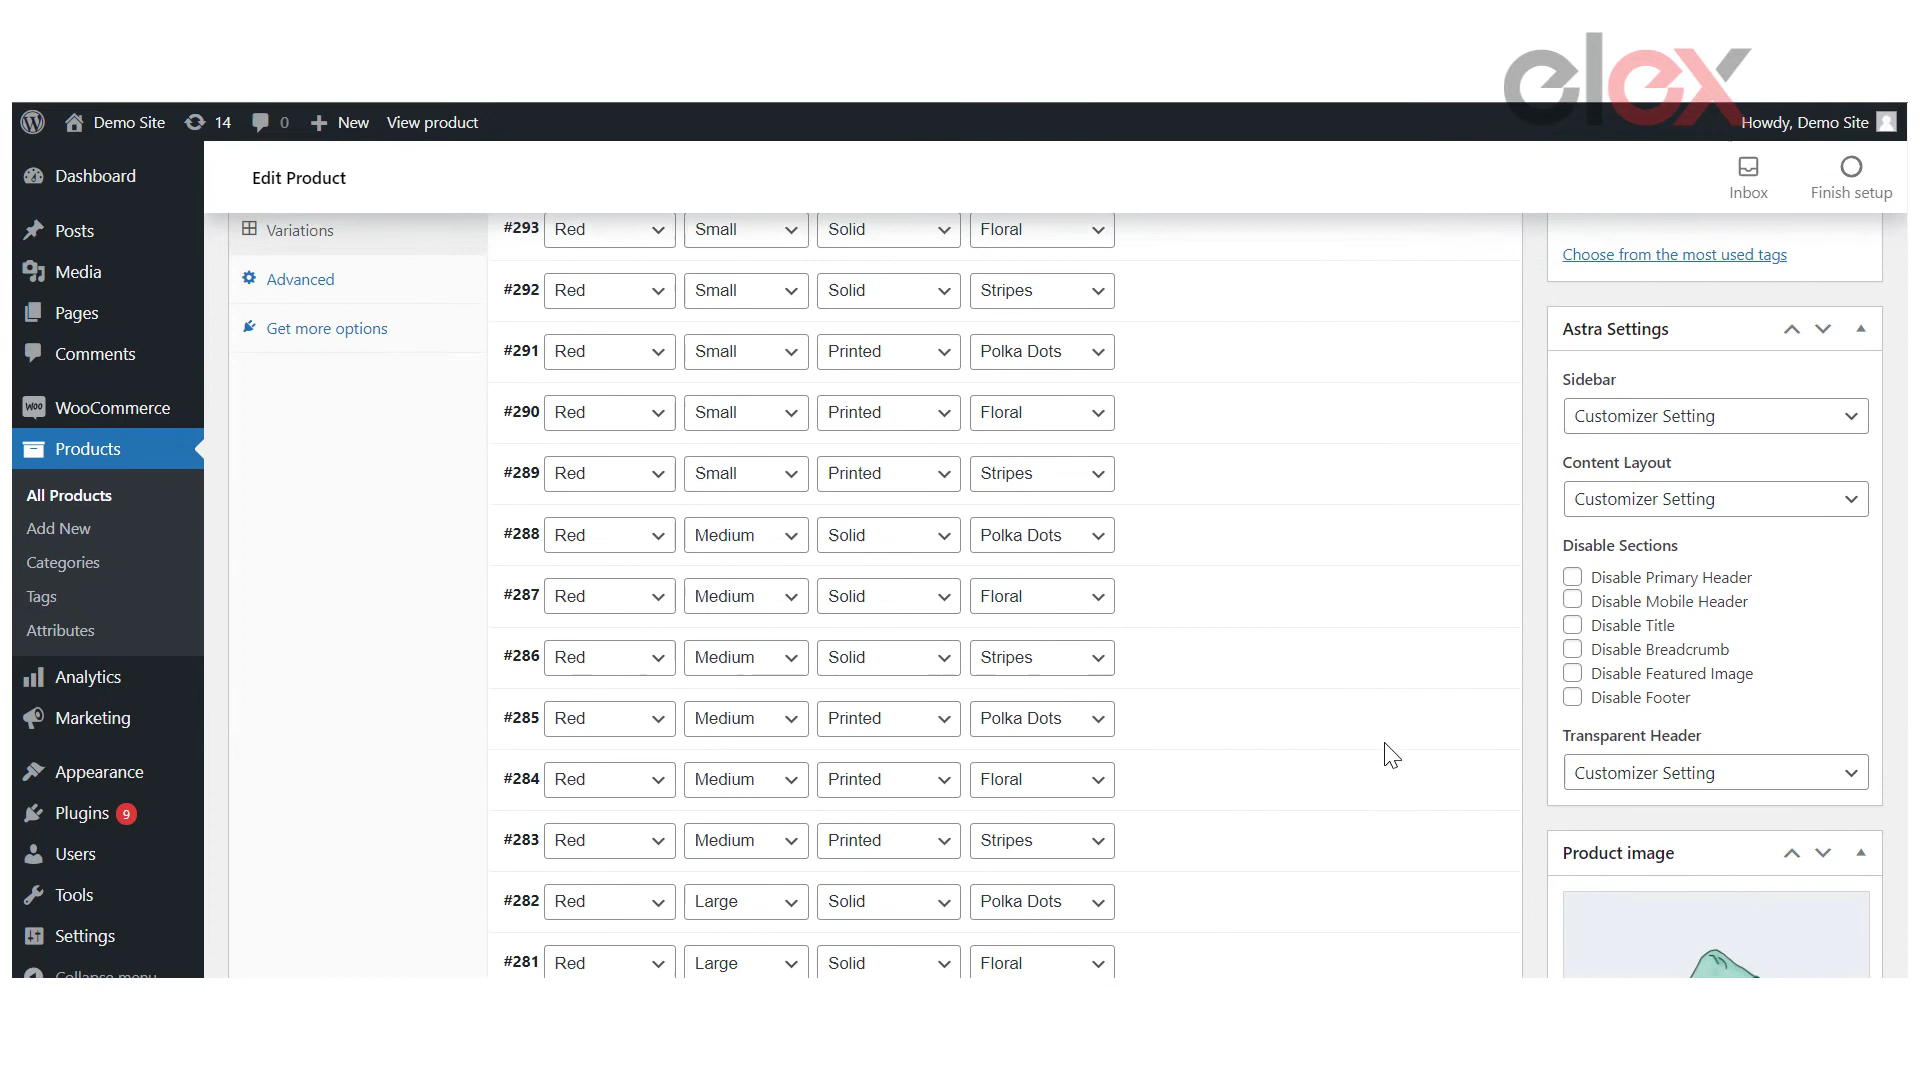 elex
Demo Site 14 0 New View product Howdy, Demo Site
Dashboard
Posts
Media
Pages
Comments
WooCommerce
Products
All Products
Add New
Categories
Tags
Attributes
Analytics
Marketing
Appearance
Plugins 9
Users
Tools
Settings
Collapse menu
Edit Product
Inbox
Finish setup
Variations
Advanced
Get more options
#293 Red Small Solid Floral
#292 Red Small Solid Stripes
#291 Red Small Printed Polka Dots
#290 Red Small Printed Floral
#289 Red Small Printed Stripes
#288 Red Medium Solid Polka Dots
#287 Red Medium Solid Floral
#286 Red Medium Solid Stripes
#285 Red Medium Printed Polka Dots
#284 Red Medium Printed Floral
#283 Red Medium Printed Stripes
#282 Red Large Solid Polka Dots
#281 Red Large Solid Floral
Choose from the most used tags
Astra Settings
Sidebar
Customizer Setting
Content Layout
Customizer Setting
Disable Sections
Disable Primary Header
Disable Mobile Header
Disable Title
Disable Breadcrumb
Disable Featured Image
Disable Footer
Transparent Header
Customizer Setting
Product image